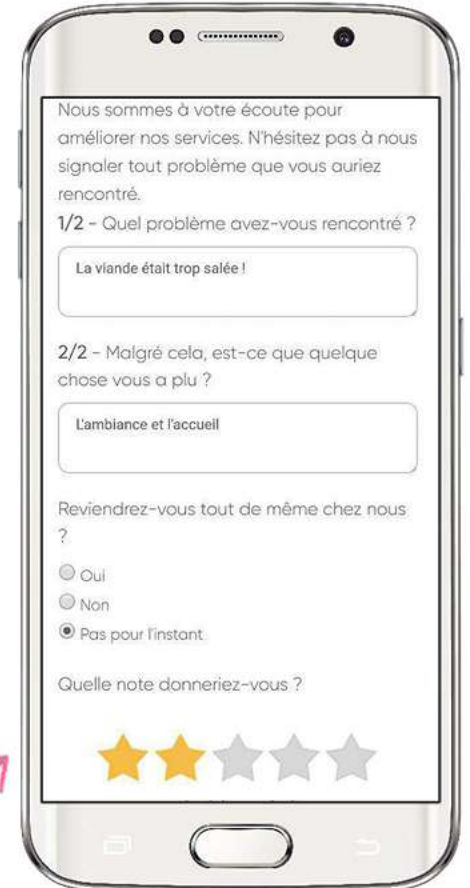 Nous sommes à votre écoute pour
améliorer nos services. N'hésitez pas à nous
signaler tout problème que vous auriez
rencontré.
1/2 - Quel problème avez-vous rencontré ?
La viande était trop salée !
2/2 - Malgré cela, est-ce que quelque
chose vous a plu ?
L'ambiance et l'accueil
Reviendrez-vous tout de même chez nous
?
Oui
Non
Pas pour l'instant
Quelle note donneriez-vous ?